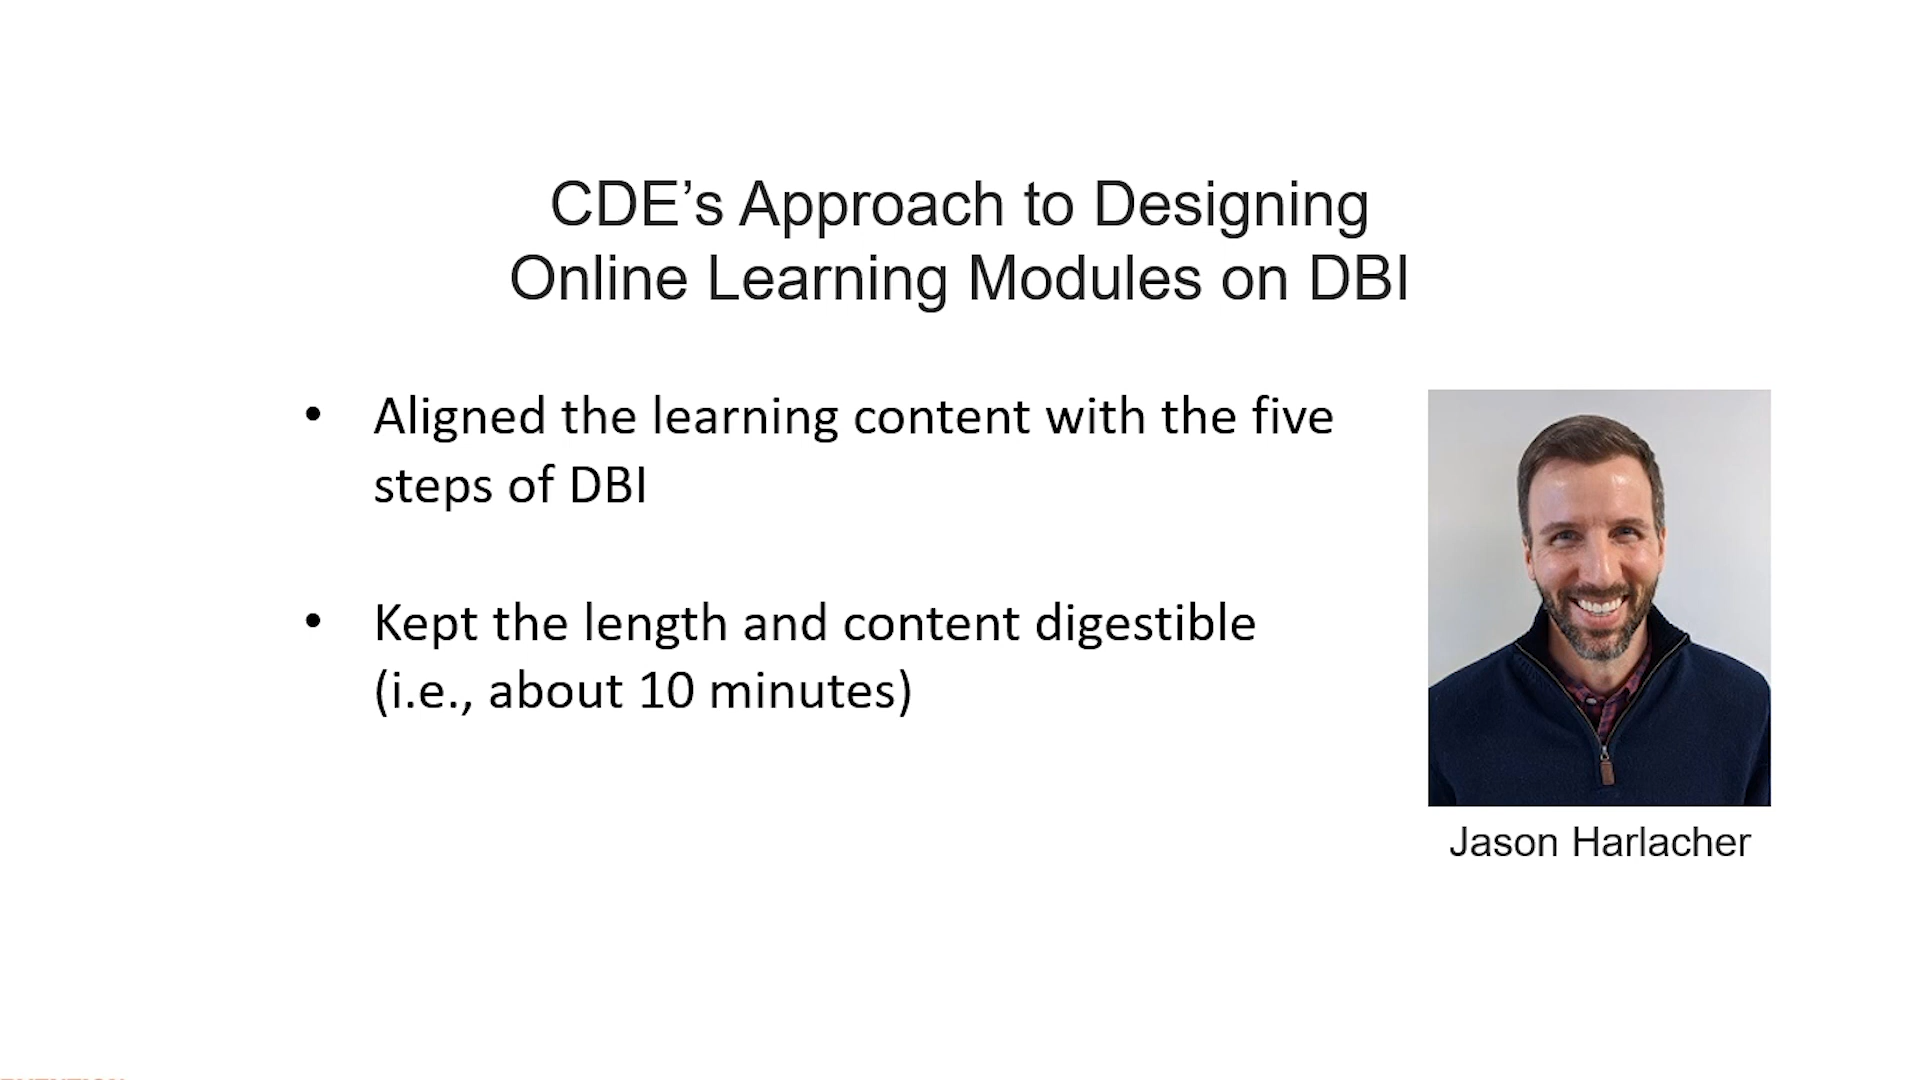 CDE’s Approach to Designing
Online Learning Modules on DBI
• Aligned the learning content with the five
steps of DBI
• Kept the length and content digestible
(i.e., about 10 minutes)
Jason Harlacher